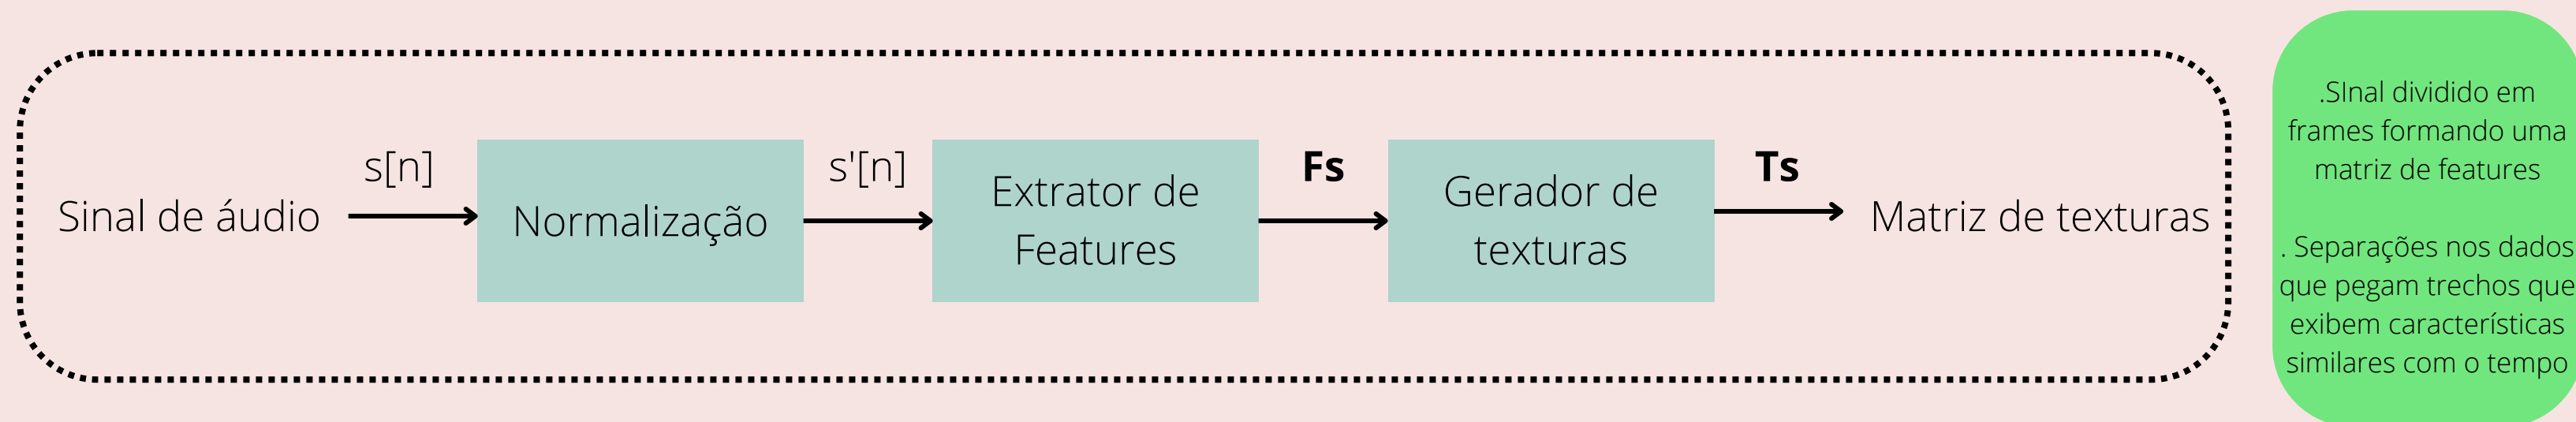 Sinal de áudio
s[n]
Normalização
s'[n]
Extrator de
Features
Fs
Gerador de
texturas
Ts
Matriz de texturas
.SInal dividido em
frames formando uma
matriz de features
. Separações nos dados
que pegam trechos que
exibem características
similares com o tempo